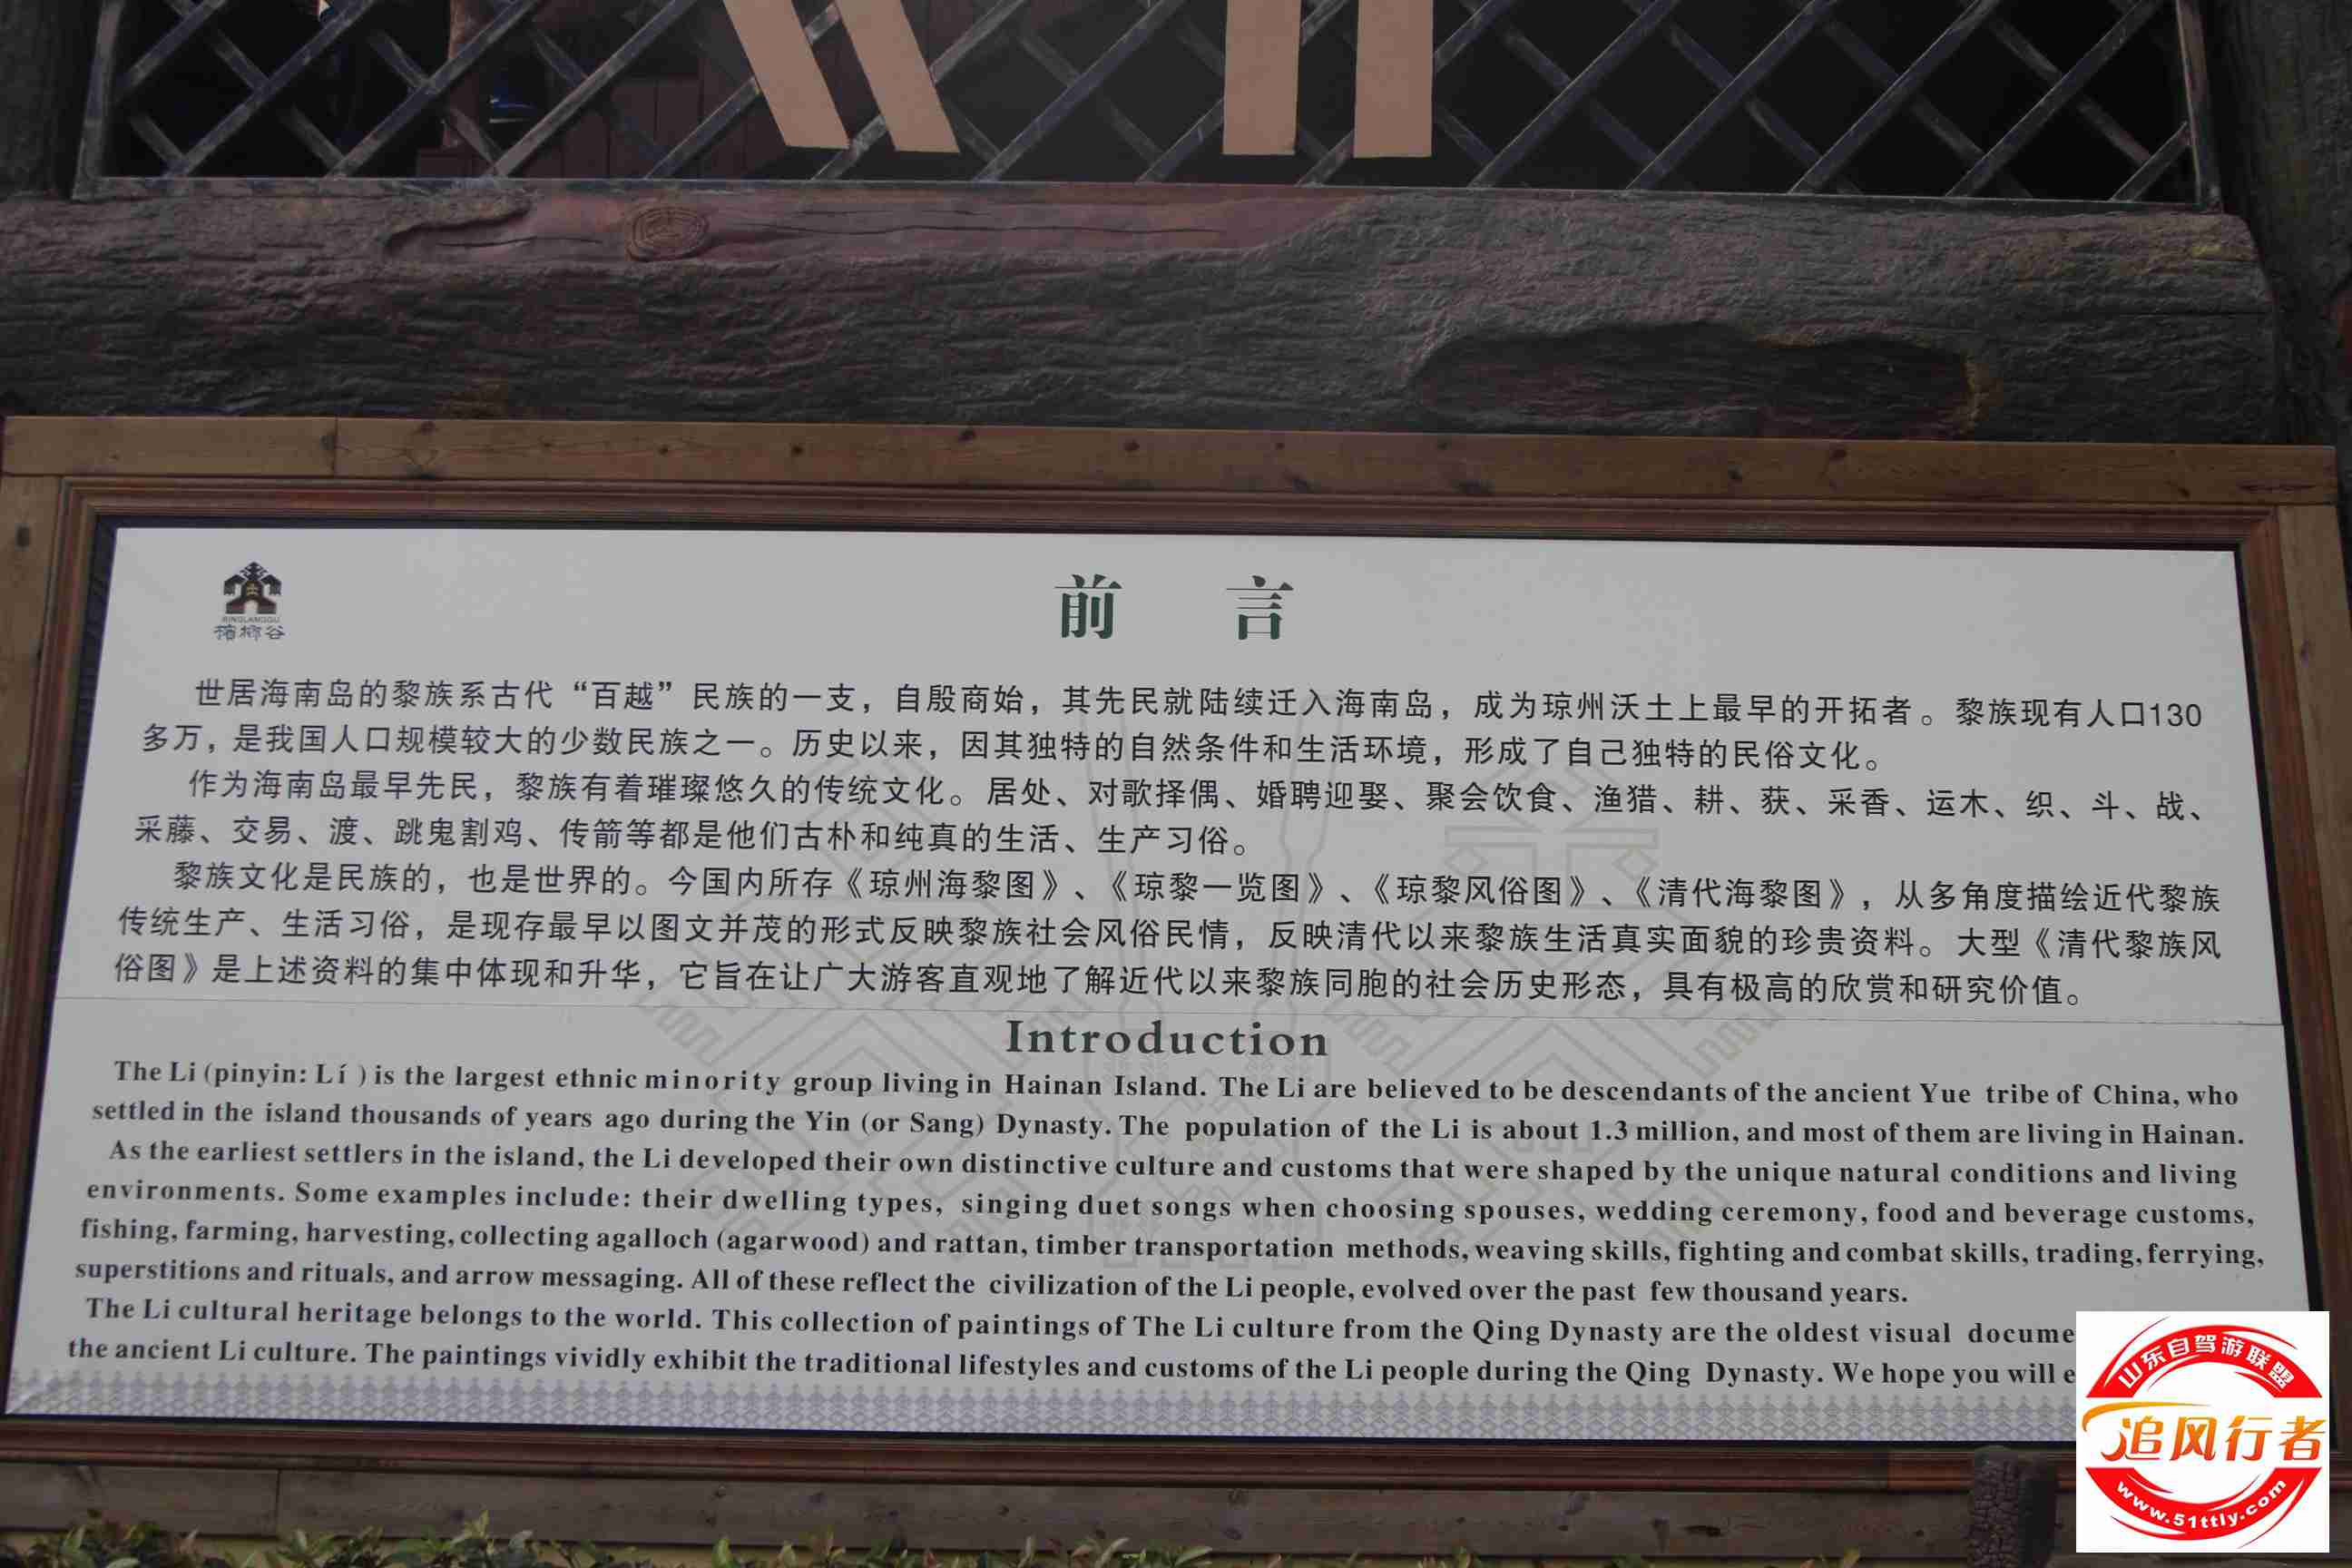 BINGLANGGU
槟榔谷
前 言
世居海南岛的黎族系古代“百越”民族的一支，自殷商始，其先民就陆续迁入海南岛，成为琼州沃土上最早的开拓者。黎族现有人口130
多万，是我国人口规模较大的少数民族之一。历史以来，因其独特的自然条件和生活环境，形成了自己独特的民俗文化。
作为海南岛最早先民，黎族有着璀璨悠久的传统文化。居处、对歌择偶、婚聘迎娶、聚会饮食、渔猎、耕、获、采香、运木、织、斗、战、
采藤、交易、渡、跳鬼割鸡、传箭等都是他们古朴和纯真的生活、生产习俗。
黎族文化是民族的，也是世界的。今国内所存《琼州海黎图》、《琼黎一览图》、《琼黎风俗图》、《清代海黎图》，从多角度描绘近代黎族
传统生产、生活习俗，是现存最早以图文并茂的形式反映黎族社会风俗民情，反映清代以来黎族生活真实面貌的珍贵资料。大型《清代黎族风
俗图》是上述资料的集中体现和升华，它旨在让广大游客直观地了解近代以来黎族同胞的社会历史形态，具有极高的欣赏和研究价值。
Introduction
The Li (pinyin: Lí ) is the largest ethnic minority group living in Hainan Island. The Li are believed to be descendants of the ancient Yue tribe of China, who
settled in the island thousands of years ago during the Yin (or Sang) Dynasty. The population of the Li is about 1.3 million, and most of them are living in Hainan.
As the earliest settlers in the island, the Li developed their own distinctive culture and customs that were shaped by the unique natural conditions and living
environments. Some examples include: their dwelling types, singing duet songs when choosing spouses, wedding ceremony, food and beverage customs,
fishing, farming, harvesting, collecting agalloch (agarwood) and rattan, timber transportation methods, weaving skills, fighting and combat skills, trading, ferrying,
superstitions and rituals, and arrow messaging. All of these reflect the civilization of the Li people, evolved over the past few thousand years.
The Li cultural heritage belongs to the world. This collection of paintings of The Li culture from the Qing Dynasty are the oldest visual docume
the ancient Li culture. The paintings vividly exhibit the traditional lifestyles and customs of the Li people during the Qing Dynasty. We hope you will e
山东自驾游联盟
追风行者
www.51ttly.com